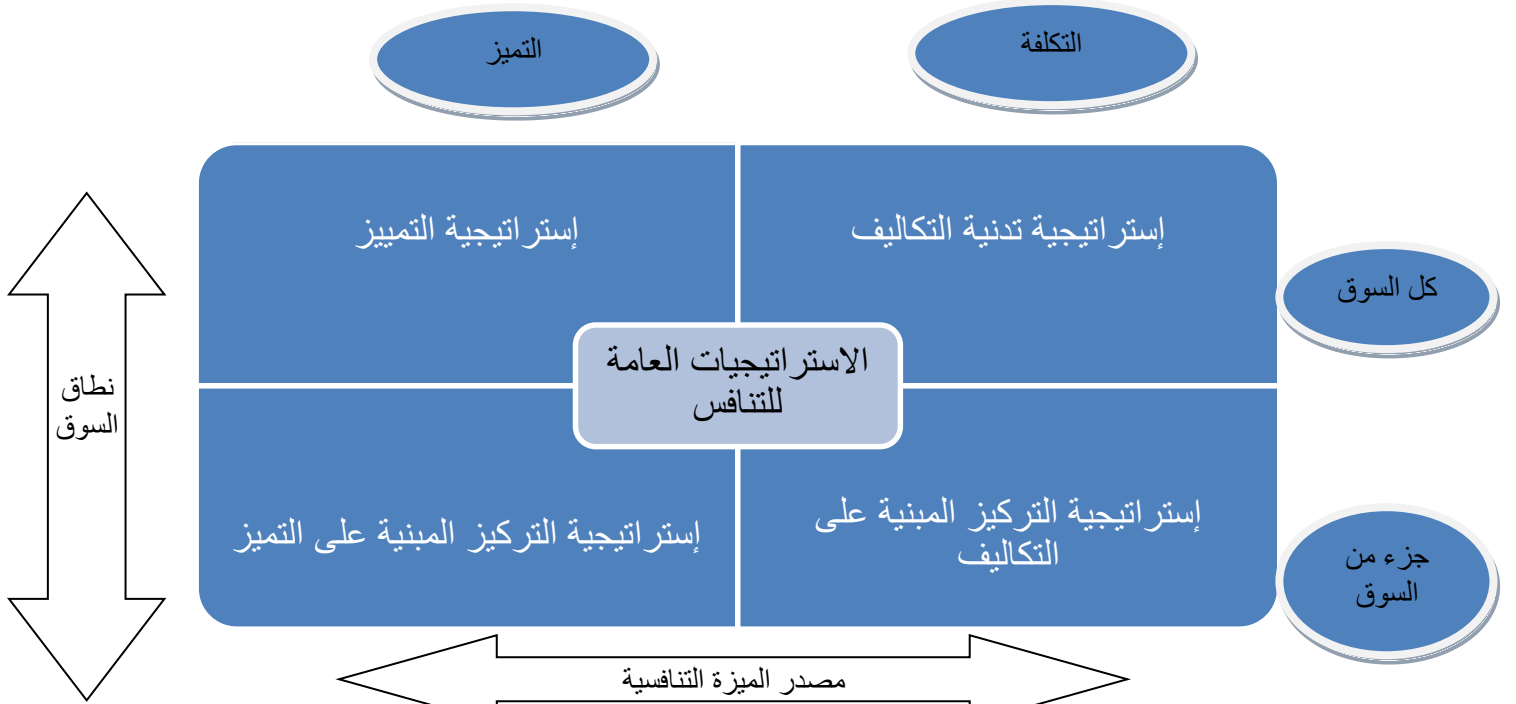 التكلفة
التميز
إستراتيجية تدنية التكاليف
إستراتيجية التمييز
كل السوق
الاستراتيجيات العامة
للتنافس
نطاق
السوق
إستراتيجية التركيز المبنية على
التكاليف
إستراتيجية التركيز المبنية على التميز
جزء من
السوق
مصدر الميزة التنافسية